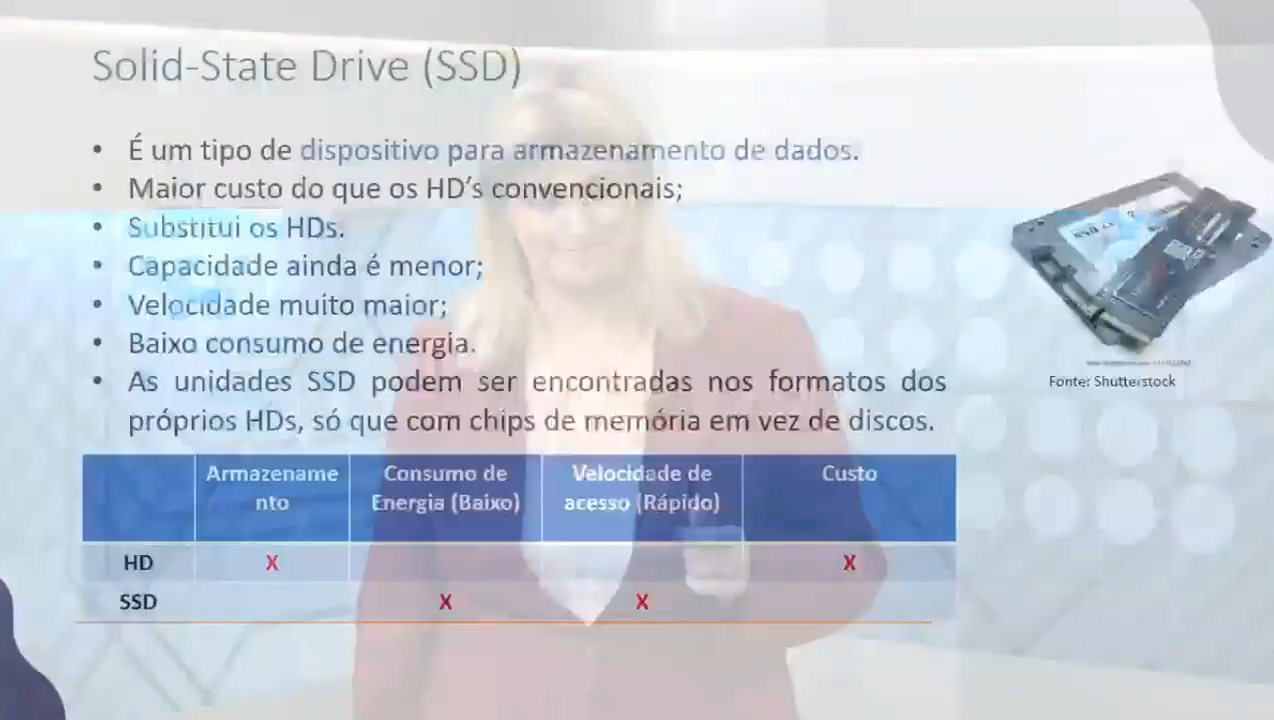 Solid-State Drive (SSD)
• É um tipo de dispositivo para armazenamento de dados.
• Maior custo do que os HD’s convencionais;
• Substitui os HDs.
• Capacidade ainda é menor;
• Velocidade muito maior;
• Baixo consumo de energia.
• As unidades SSD podem ser encontradas nos formatos dos
próprios HDs, só que com chips de memória em vez de discos.
Fonte: Shutterstock
Armazename
nto
Consumo de
Energia (Baixo)
Velocidade de
acesso (Rápido)
Custo
HD X X
SSD X X